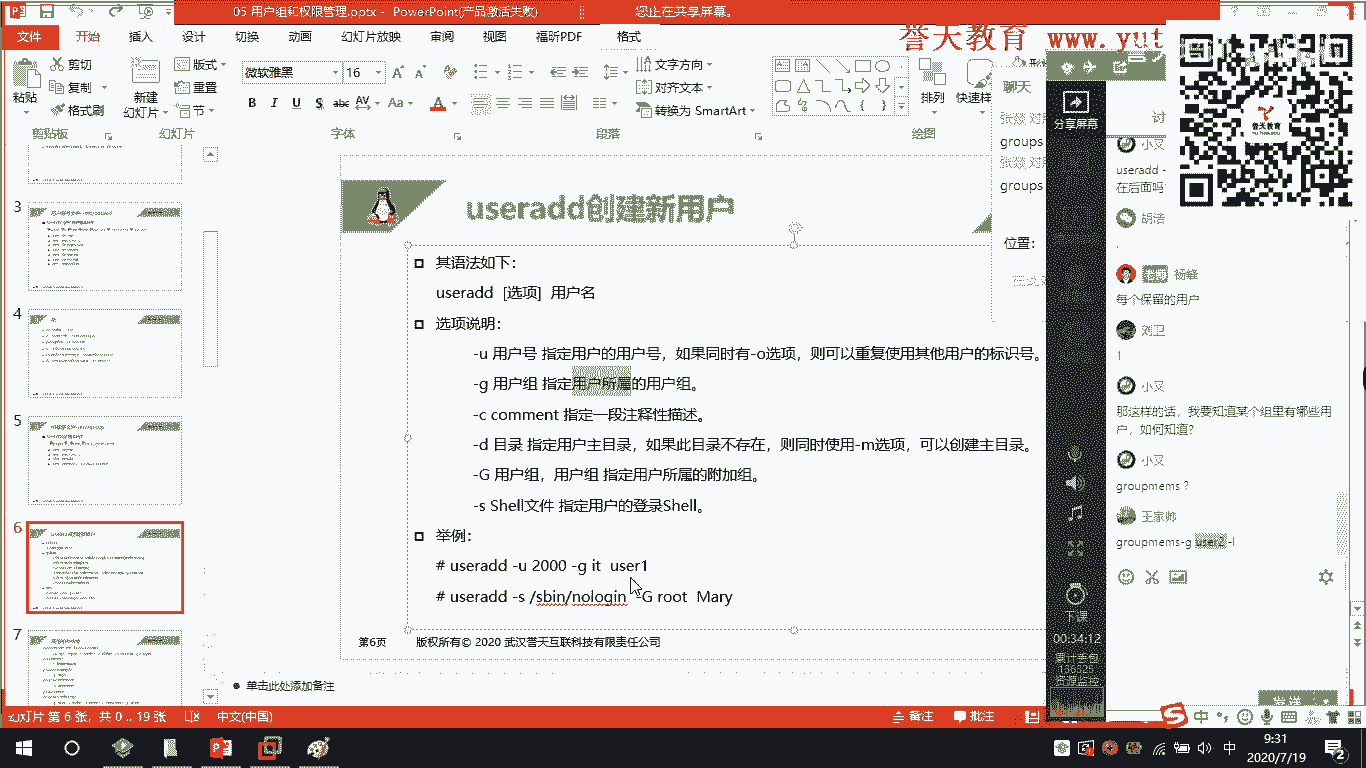 05 用户组和权限管理.pptx - PowerPoint(产品激活失败)
您正在共享屏幕。
文件 开始 插入 设计 切换 动画 幻灯片放映 审阅 视图 福昕PDF 格式
誉天教育 www.yut
粘贴 剪切 复制 格式刷
新建幻灯片 版式 重置 节
微软雅黑 16
文字方向 对齐文本 转换为 SmartArt
排列 快速样
剪贴板 幻灯片 字体 段落 绘图
3
4
5
6
7
useradd创建新用户
其语法如下：
useradd [选项] 用户名
选项说明：
-u 用户号 指定用户的用户号，如果同时有-o选项，则可以重复使用其他用户的标识号。
-g 用户组 指定用户所属的用户组。
-c comment 指定一段注释性描述。
-d 目录 指定用户主目录，如果此目录不存在，则同时使用-m选项，可以创建主目录。
-G 用户组，用户组 指定用户所属的附加组。
-s Shell文件 指定用户的登录Shell。
举例：
# useradd -u 2000 -g it user1
# useradd -s /sbin/nologin -G root Mary
第6页 版权所有© 2020 武汉誉天互联科技有限责任公司
单击此处添加备注
聊天
groups
groups
位置：
分享屏幕
下课
00:34:12
累计丢包
资源监控
讨
誉天教育
小又
useradd -
在后面吗
胡浩
老师 杨峰
每个保留的用户
刘卫
1
小又
那这样的话，我要知道某个组里有哪些用户，如何知道？
小又
groupmems ?
王家帅
groupmems-g user2 -l
发送
幻灯片 第 6 张，共 0 .. 19 张 中文(中国) 备注 批注
中
中 9:31
2020/7/19
2